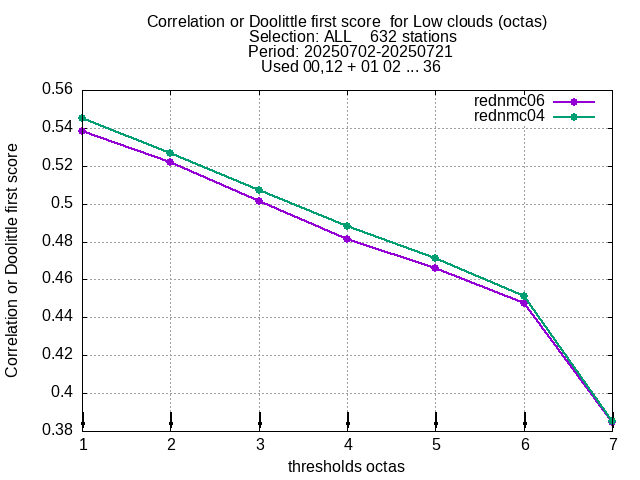 Correlation or Doolittle first score  for Low clouds (octas)
Selection: ALL    632 stations
Period: 20250702-20250721
Used 00,12 + 01 02 ... 36
rednmc06
rednmc04
Correlation or Doolittle first score
0.56
0.54
0.52
0.5
0.48
0.46
0.44
0.42
0.4
0.38
1 2 3 4 5 6 7
thresholds octas